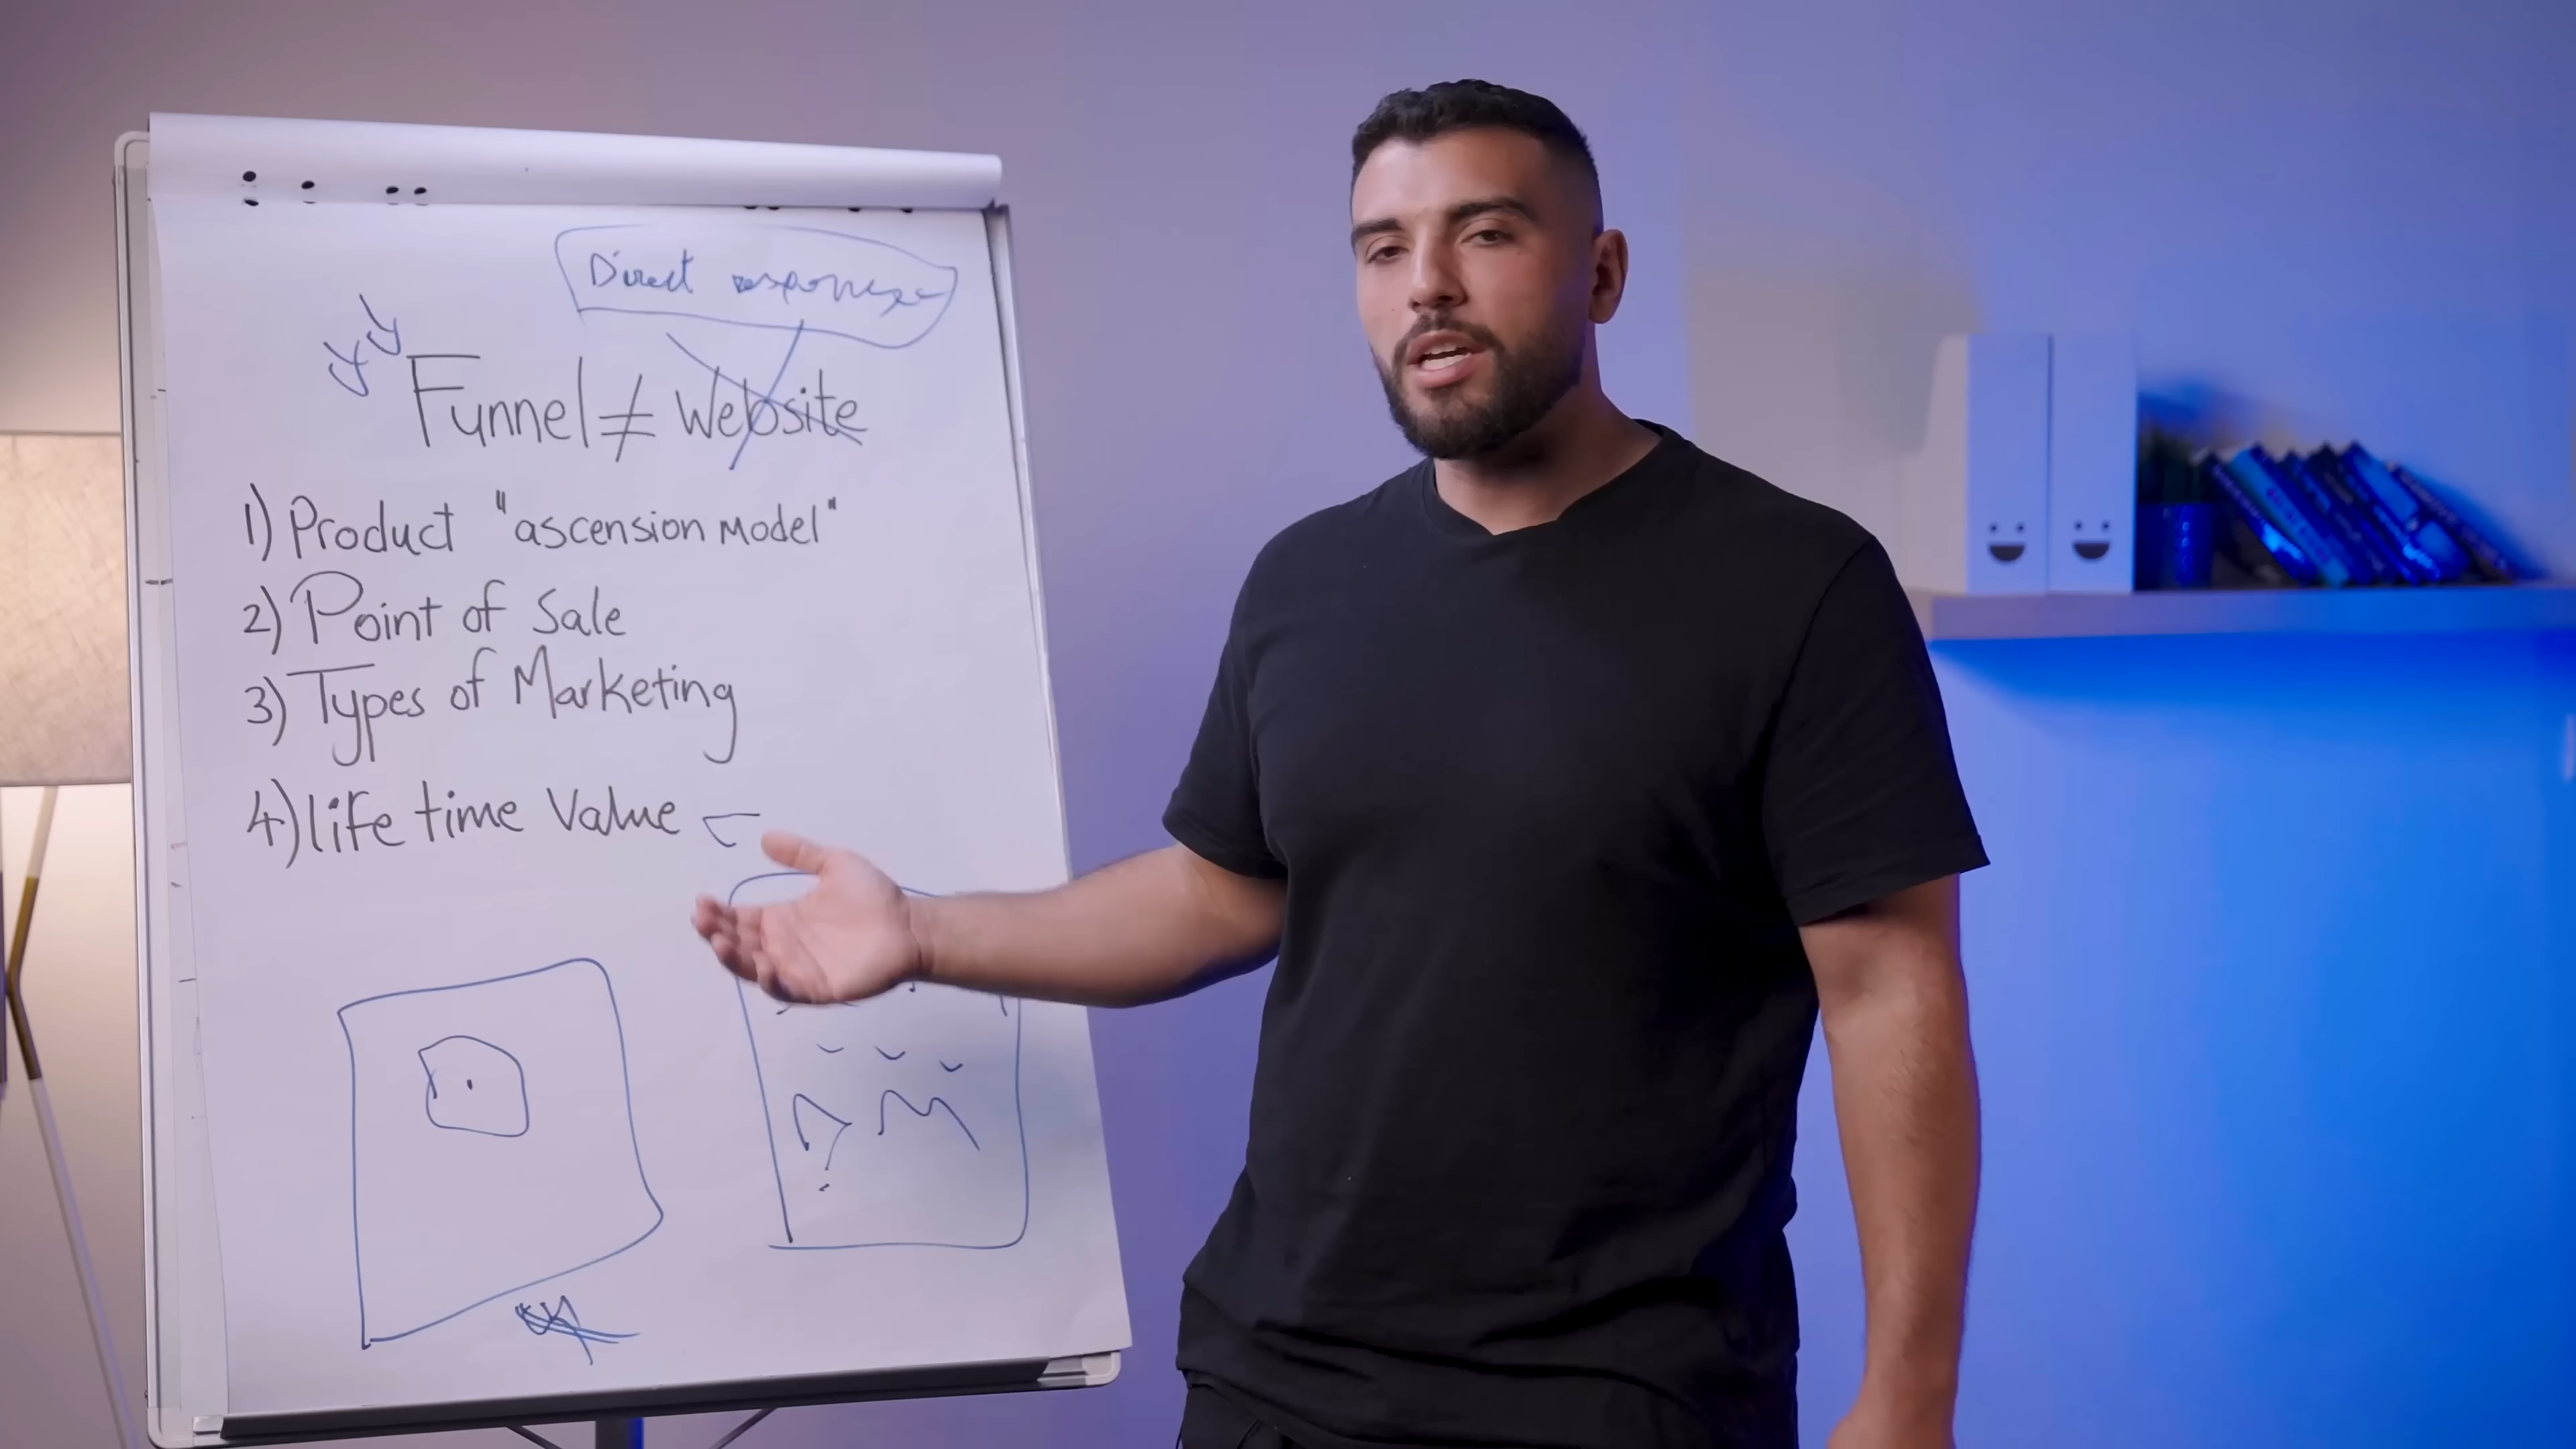 Direct response
Funnel ≠ Website
1) Product "ascension model"
2) Point of Sale
3) Types of Marketing
4) life time Value